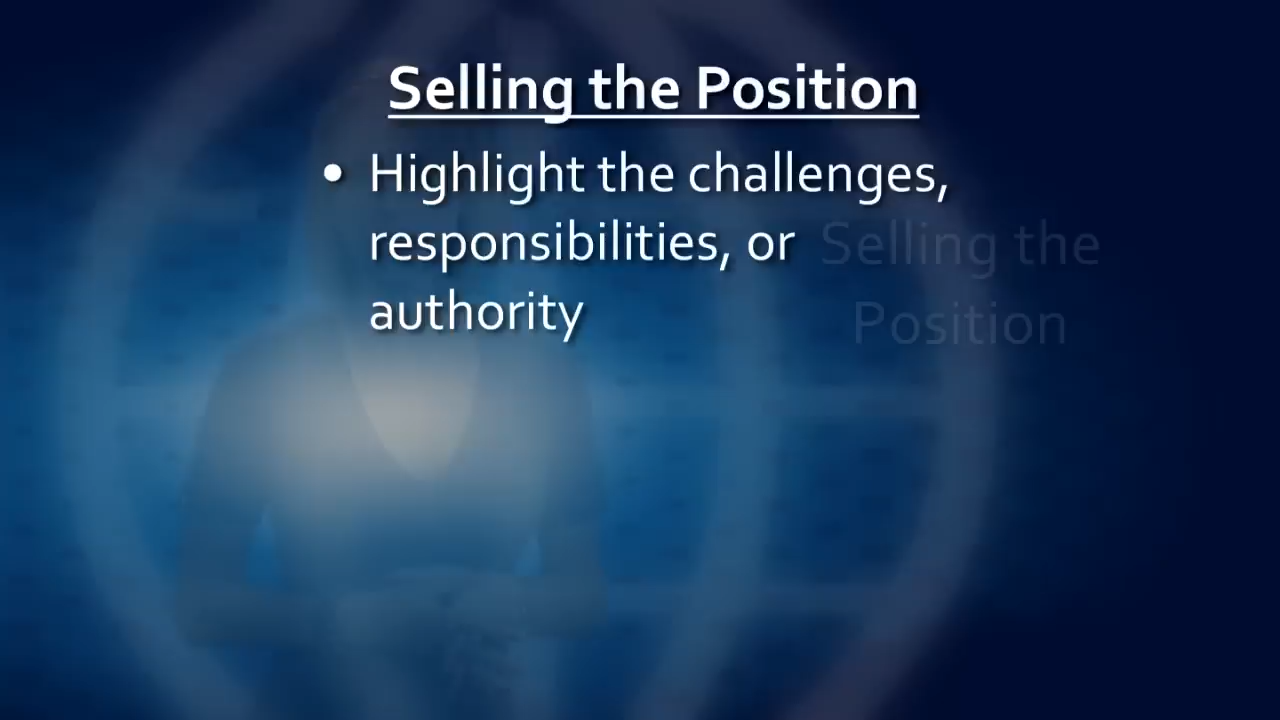 Selling the Position
• Highlight the challenges,
responsibilities, or
authority
Selling the
Position